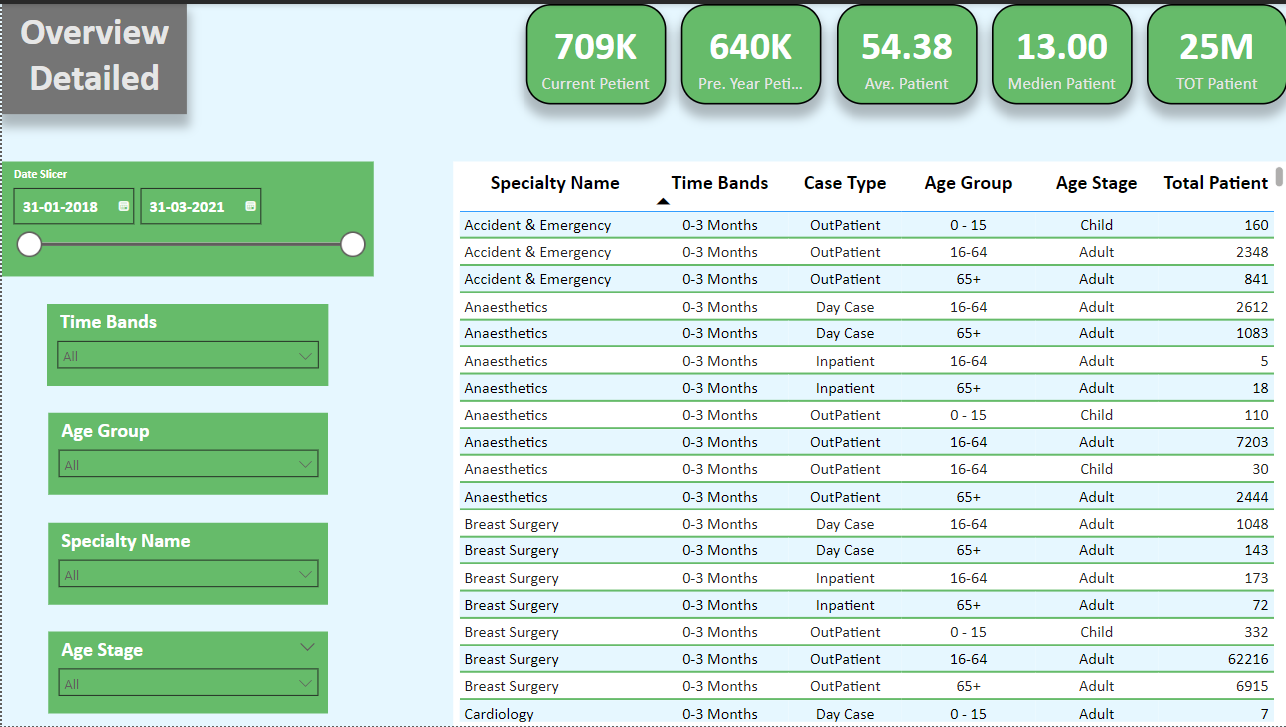 Overview
Detailed
709K
Current Petient
640K
Pre. Year Peti...
54.38
Avg. Patient
13.00
Medien Patient
25M
TOT Patient
Date Slicer
31-01-2018 31-03-2021
Time Bands
All
Age Group
All
Specialty Name
All
Age Stage
All
Specialty Name Time Bands Case Type Age Group Age Stage Total Patient
Accident & Emergency 0-3 Months OutPatient 0 - 15 Child 160
Accident & Emergency 0-3 Months OutPatient 16-64 Adult 2348
Accident & Emergency 0-3 Months OutPatient 65+ Adult 841
Anaesthetics 0-3 Months Day Case 16-64 Adult 2612
Anaesthetics 0-3 Months Day Case 65+ Adult 1083
Anaesthetics 0-3 Months Inpatient 16-64 Adult 5
Anaesthetics 0-3 Months Inpatient 65+ Adult 18
Anaesthetics 0-3 Months OutPatient 0 - 15 Child 110
Anaesthetics 0-3 Months OutPatient 16-64 Adult 7203
Anaesthetics 0-3 Months OutPatient 16-64 Child 30
Anaesthetics 0-3 Months OutPatient 65+ Adult 2444
Breast Surgery 0-3 Months Day Case 16-64 Adult 1048
Breast Surgery 0-3 Months Day Case 65+ Adult 143
Breast Surgery 0-3 Months Inpatient 16-64 Adult 173
Breast Surgery 0-3 Months Inpatient 65+ Adult 72
Breast Surgery 0-3 Months OutPatient 0 - 15 Child 332
Breast Surgery 0-3 Months OutPatient 16-64 Adult 62216
Breast Surgery 0-3 Months OutPatient 65+ Adult 6915
Cardiology 0-3 Months Day Case 0 - 15 Adult 7